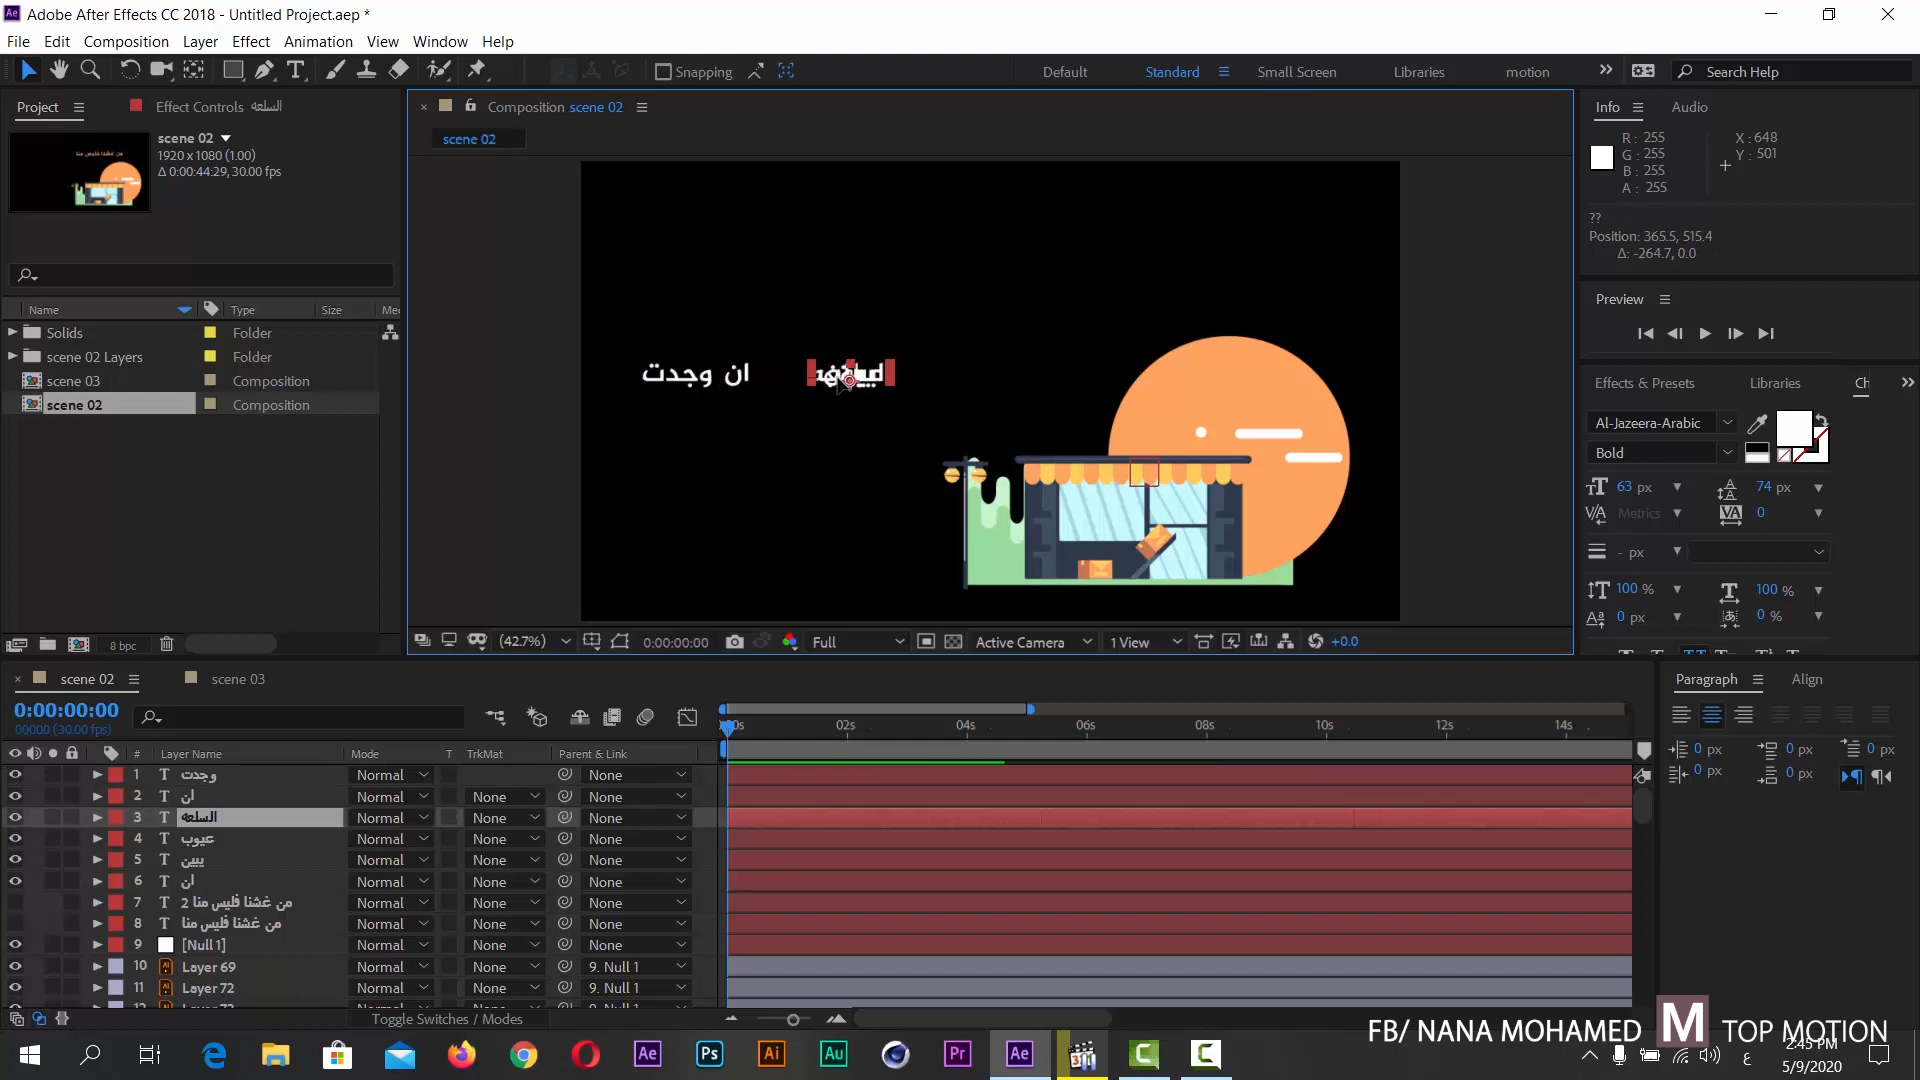 Adobe After Effects CC 2018 - Untitled Project.aep *
File Edit Composition Layer Effect Animation View Window Help
Snapping
Default Standard Small Screen Libraries motion Search Help
Project Effect Controls السلعه
scene 02
1920 x 1080 (1.00)
Δ 0:00:44:29, 30.00 fps
Composition scene 02
scene 02
Info Audio
R : 255
G : 255
B : 255
A : 255
X : 648
Y : 501
??
Position: 365.5, 515.4
Δ: -264.7, 0.0
Preview
Name Type Size Me
Solids Folder
scene 02 Layers Folder
scene 03 Composition
scene 02 Composition
ان وجدت
Effects & Presets Libraries Ch
Al-Jazeera-Arabic
Bold
63 px 74 px
Metrics 0
- px
100 % 100 %
0 px 0 %
8 bpc
(42.7%) 0:00:00:00 Full Active Camera 1 View +0.0
scene 02 scene 03
0:00:00:00
00000 (30.00 fps)
02s 04s 06s 08s 10s 12s 14s
# Layer Name Mode T TrkMat Parent & Link
1 T وجدت Normal None
2 T ان Normal None None
3 T السلعه Normal None None
4 T عيوب Normal None None
5 T يبين Normal None None
6 T ان Normal None None
7 T من غشنا فليس منا 2 Normal None None
8 T من غشنا فليس منا Normal None None
9 [Null 1] Normal None None
10 Layer 69 Normal None 9. Null 1
11 Layer 72 Normal None 9. Null 1
Toggle Switches / Modes
Paragraph Align
0 px 0 px 0 px
0 px 0 px
FB/ NANA MOHAMED M TOP MOTION
Ae Ps Ai Au Pr Ae
2:45 PM
5/9/2020